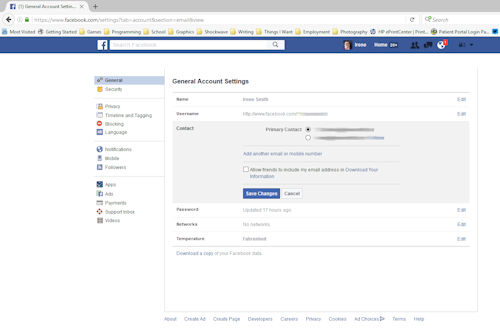 (1) General Account Settin...
https://www.facebook.com/settings?tab=account&section=email&view
Search
Most Visited Getting Started Games Programming School Graphics Shockwave Writing Things I Want Employment Photography HP ePrintCenter | Print... Patient Portal Login Pa...
Search Facebook
Irene Home 20+
General
Security
Privacy
Timeline and Tagging
Blocking
Language
Notifications
Mobile
Followers
Apps
Ads
Payments
Support Inbox
Videos
General Account Settings
Name Irene Smith Edit
Username http://www.facebook.com/ Edit
Contact Primary Contact
Add another email or mobile number
Allow friends to include my email address in Download Your
Information
Save Changes Cancel
Password Updated 17 hours ago Edit
Networks No networks Edit
Temperature Fahrenheit Edit
Download a copy of your Facebook data.
About Create Ad Create Page Developers Careers Privacy Cookies Ad Choices Terms Help